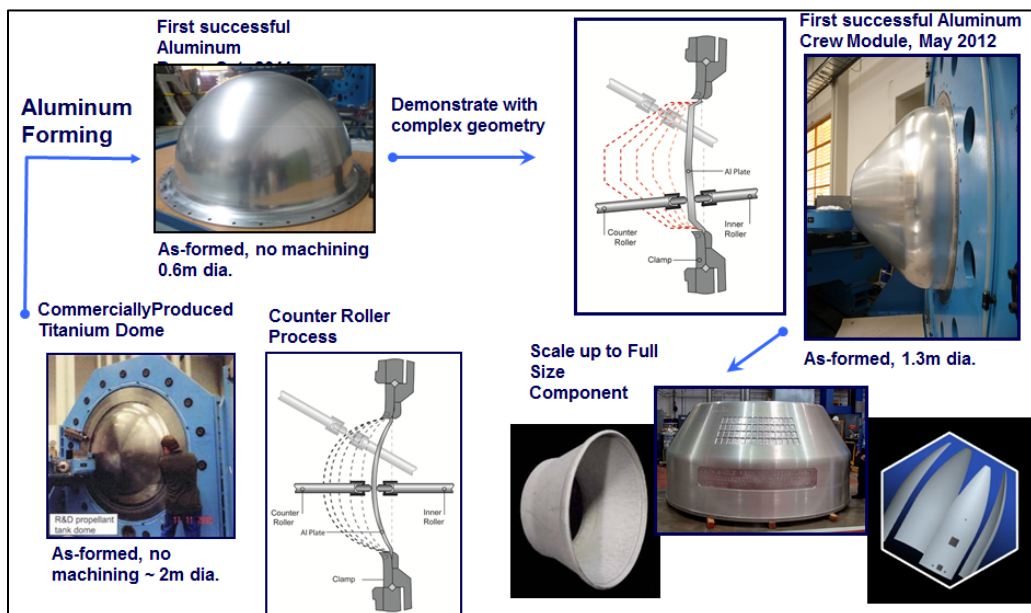 First successful
Aluminum
Aluminum
Forming
As-formed, no machining
0.6m dia.
Demonstrate with
complex geometry
Al Plate
Counter
Roller
Inner
Roller
Clamp
First successful Aluminum
Crew Module, May 2012
As-formed, 1.3m dia.
CommerciallyProduced
Titanium Dome
R&D propellant
tank dome
As-formed, no
machining ~ 2m dia.
Counter Roller
Process
Counter
Roller
Inner
Roller
Al Plate
Clamp
Scale up to Full
Size
Component